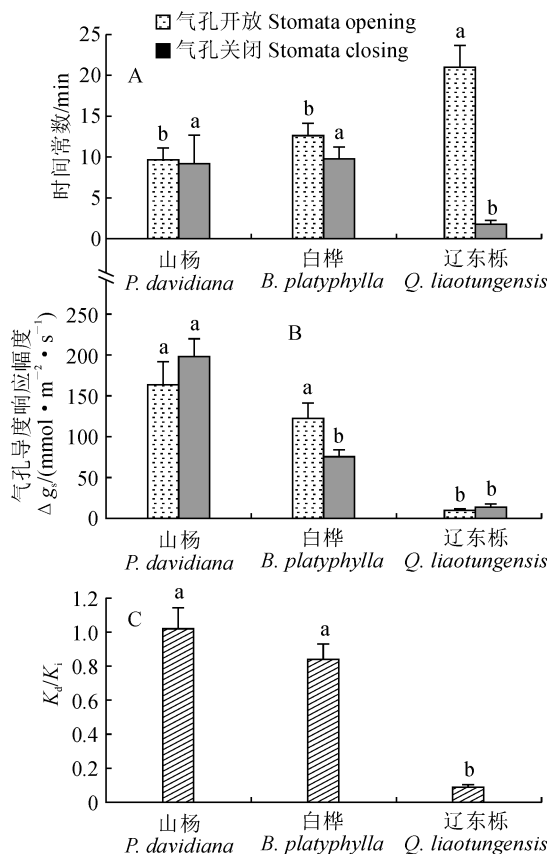 气孔开放 Stomata opening
气孔关闭 Stomata closing
A
时间常数/min
25
20
15
10
5
0
b
a
b
a
a
b
山杨
白桦
辽东栎
P. davidiana
B. platyphylla
Q. liaotungensis
B
气孔导度响应幅度
Δ gs/(mmol·m⁻²·s⁻¹)
250
200
150
100
50
0
a
a
a
b
b
b
山杨
白桦
辽东栎
P. davidiana
B. platyphylla
Q. liaotungensis
C
Kd/Ki
1.2
1.0
0.8
0.6
0.4
0.2
0
a
a
b
山杨
白桦
辽东栎
P. davidiana
B. platyphylla
Q. liaotungensis